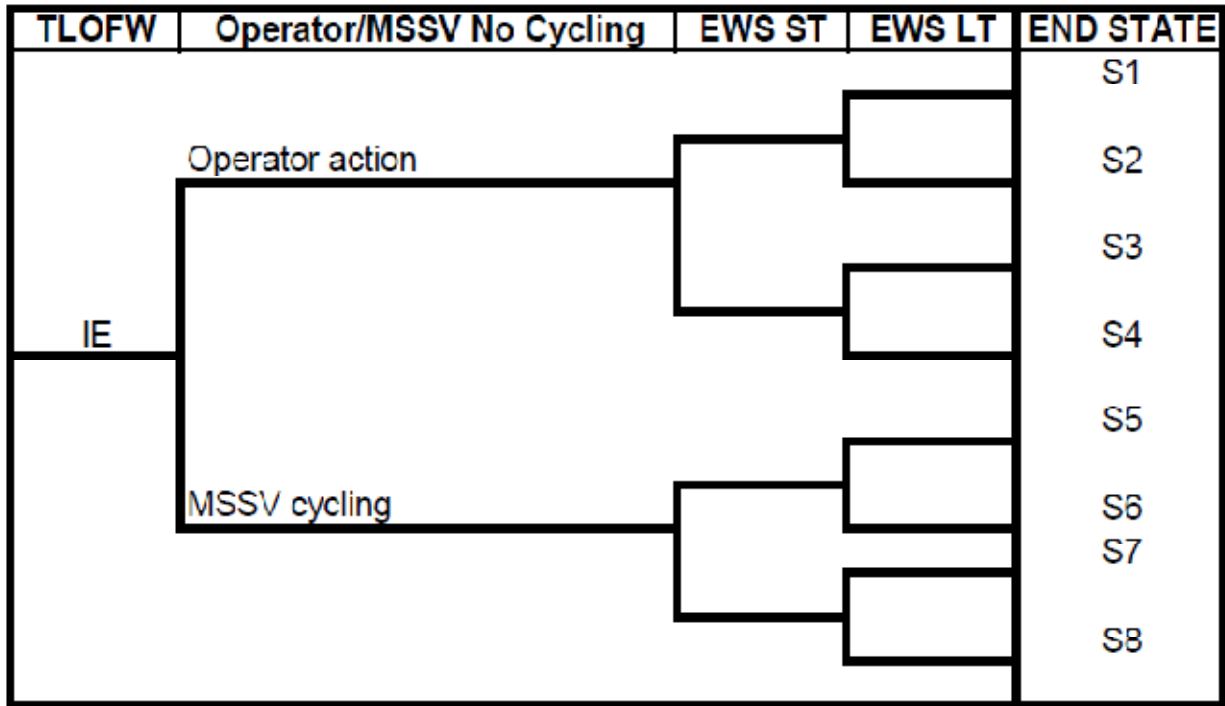 TLOFW Operator/MSSV No Cycling EWS ST EWS LT END STATE
S1
Operator action S2
S3
IE S4
S5
MSSV cycling S6
S7
S8